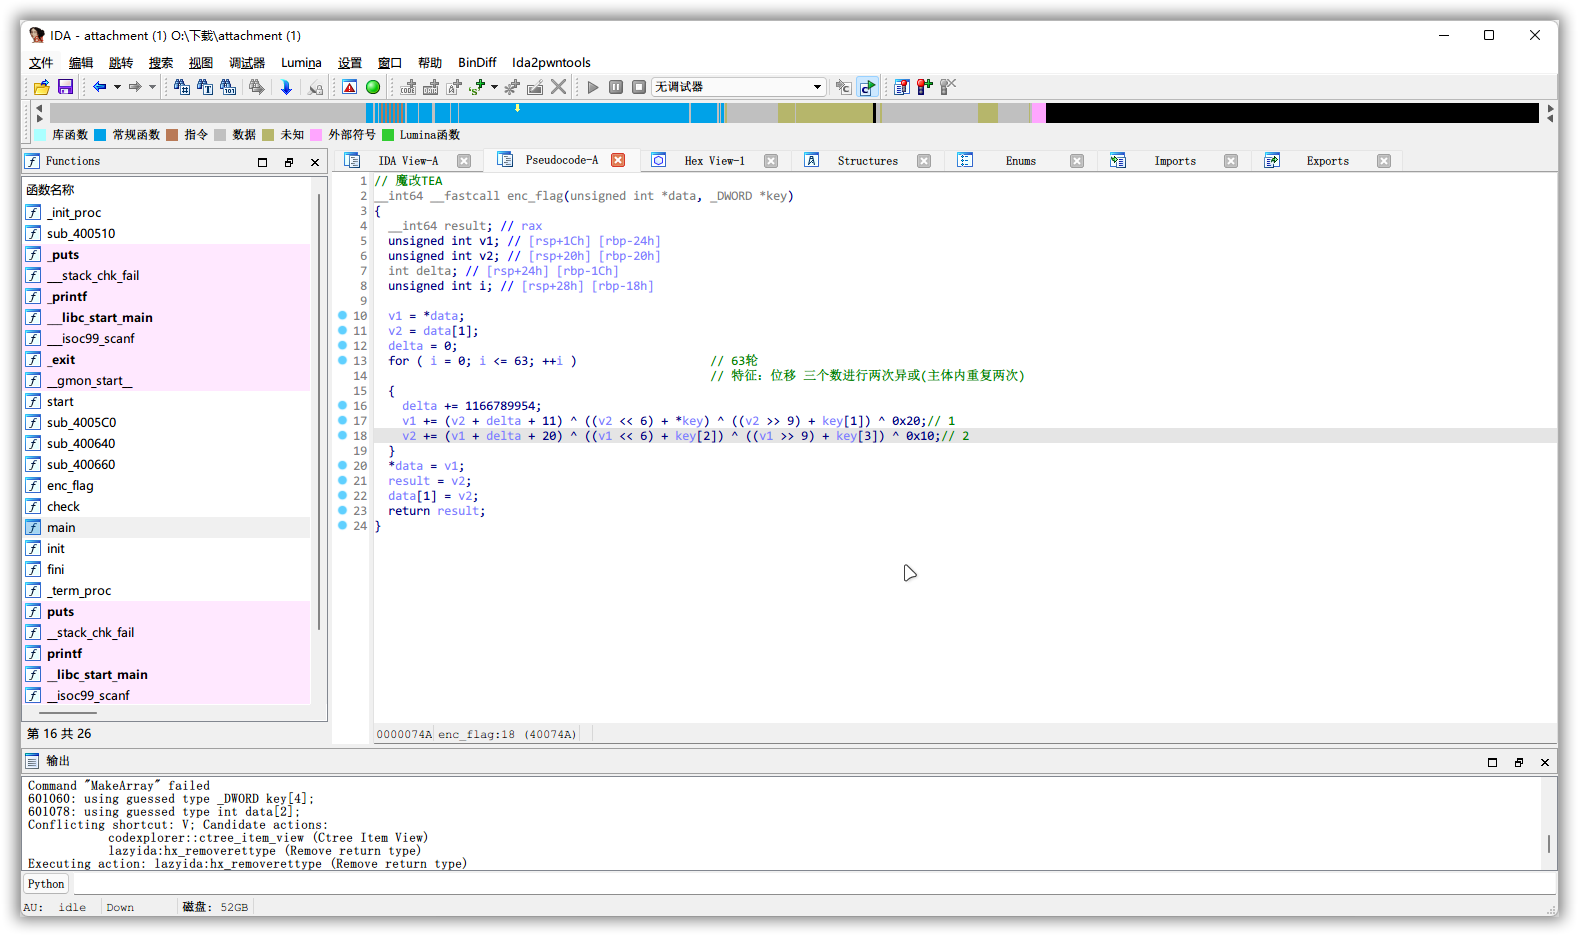 IDA - attachment (1) O:\下载\attachment (1)
文件 编辑 跳转 搜索 视图 调试器 Lumina 设置 窗口 帮助 BinDiff Ida2pwntools
无调试器
库函数 常规函数 指令 数据 未知 外部符号 Lumina函数
Functions
函数名称
_init_proc
sub_400510
_puts
__stack_chk_fail
_printf
__libc_start_main
__isoc99_scanf
_exit
__gmon_start__
start
sub_4005C0
sub_400640
sub_400660
enc_flag
check
main
init
fini
_term_proc
puts
__stack_chk_fail
printf
__libc_start_main
__isoc99_scanf
第 16 共 26
IDA View-A Pseudocode-A Hex View-1 Structures Enums Imports Exports
1 // 魔改TEA
2 __int64 __fastcall enc_flag(unsigned int *data, _DWORD *key)
3 {
4 __int64 result; // rax
5 unsigned int v1; // [rsp+1Ch] [rbp-24h]
6 unsigned int v2; // [rsp+20h] [rbp-20h]
7 int delta; // [rsp+24h] [rbp-1Ch]
8 unsigned int i; // [rsp+28h] [rbp-18h]
9
10 v1 = *data;
11 v2 = data[1];
12 delta = 0;
13 for ( i = 0; i <= 63; ++i ) // 63轮
14 // 特征：位移 三个数进行两次异或(主体内重复两次)
15 {
16 delta += 1166789954;
17 v1 += (v2 + delta + 11) ^ ((v2 << 6) + *key) ^ ((v2 >> 9) + key[1]) ^ 0x20;// 1
18 v2 += (v1 + delta + 20) ^ ((v1 << 6) + key[2]) ^ ((v1 >> 9) + key[3]) ^ 0x10;// 2
19 }
20 *data = v1;
21 result = v2;
22 data[1] = v2;
23 return result;
24 }
0000074A enc_flag:18 (40074A)
输出
Command "MakeArray" failed
601060: using guessed type _DWORD key[4];
601078: using guessed type int data[2];
Conflicting shortcut: V; Candidate actions:
codexplorer::ctree_item_view (Ctree Item View)
lazyida:hx_removerettype (Remove return type)
Executing action: lazyida:hx_removerettype (Remove return type)
Python
AU: idle Down 磁盘: 52GB